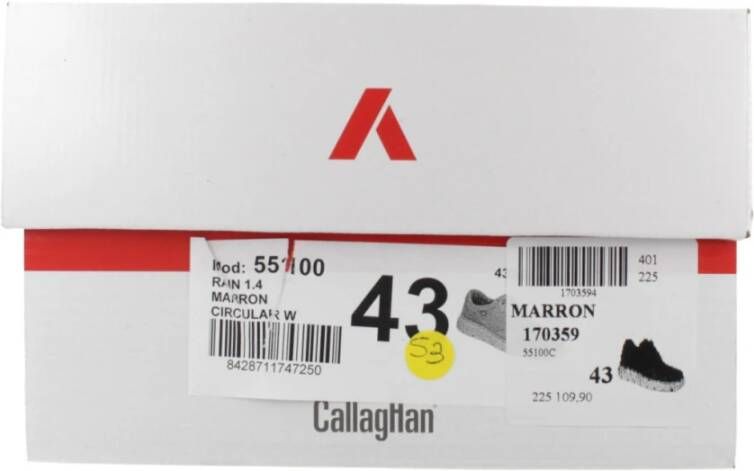 Mod: 55100
RAIN 1.4
MARRON
CIRCULAR W
8428711747250
43
43
S3
401
225
1703594
MARRON
170359
55100C
43
225 109,90
CallagHan